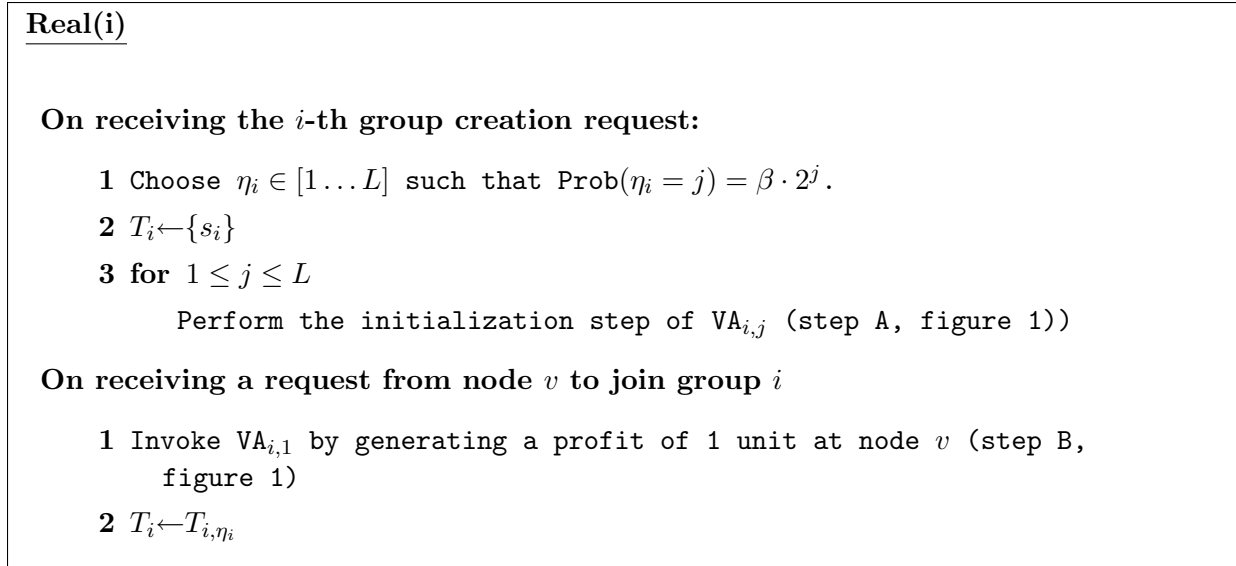 Real(i)
On receiving the i-th group creation request:
1 Choose η_i ∈ [1 … L] such that Prob(η_i = j) = β · 2^j.
2 T_i←{s_i}
3 for 1 ≤ j ≤ L
Perform the initialization step of VA_{i,j} (step A, figure 1))
On receiving a request from node v to join group i
1 Invoke VA_{i,1} by generating a profit of 1 unit at node v (step B,
figure 1)
2 T_i←T_{i,η_i}